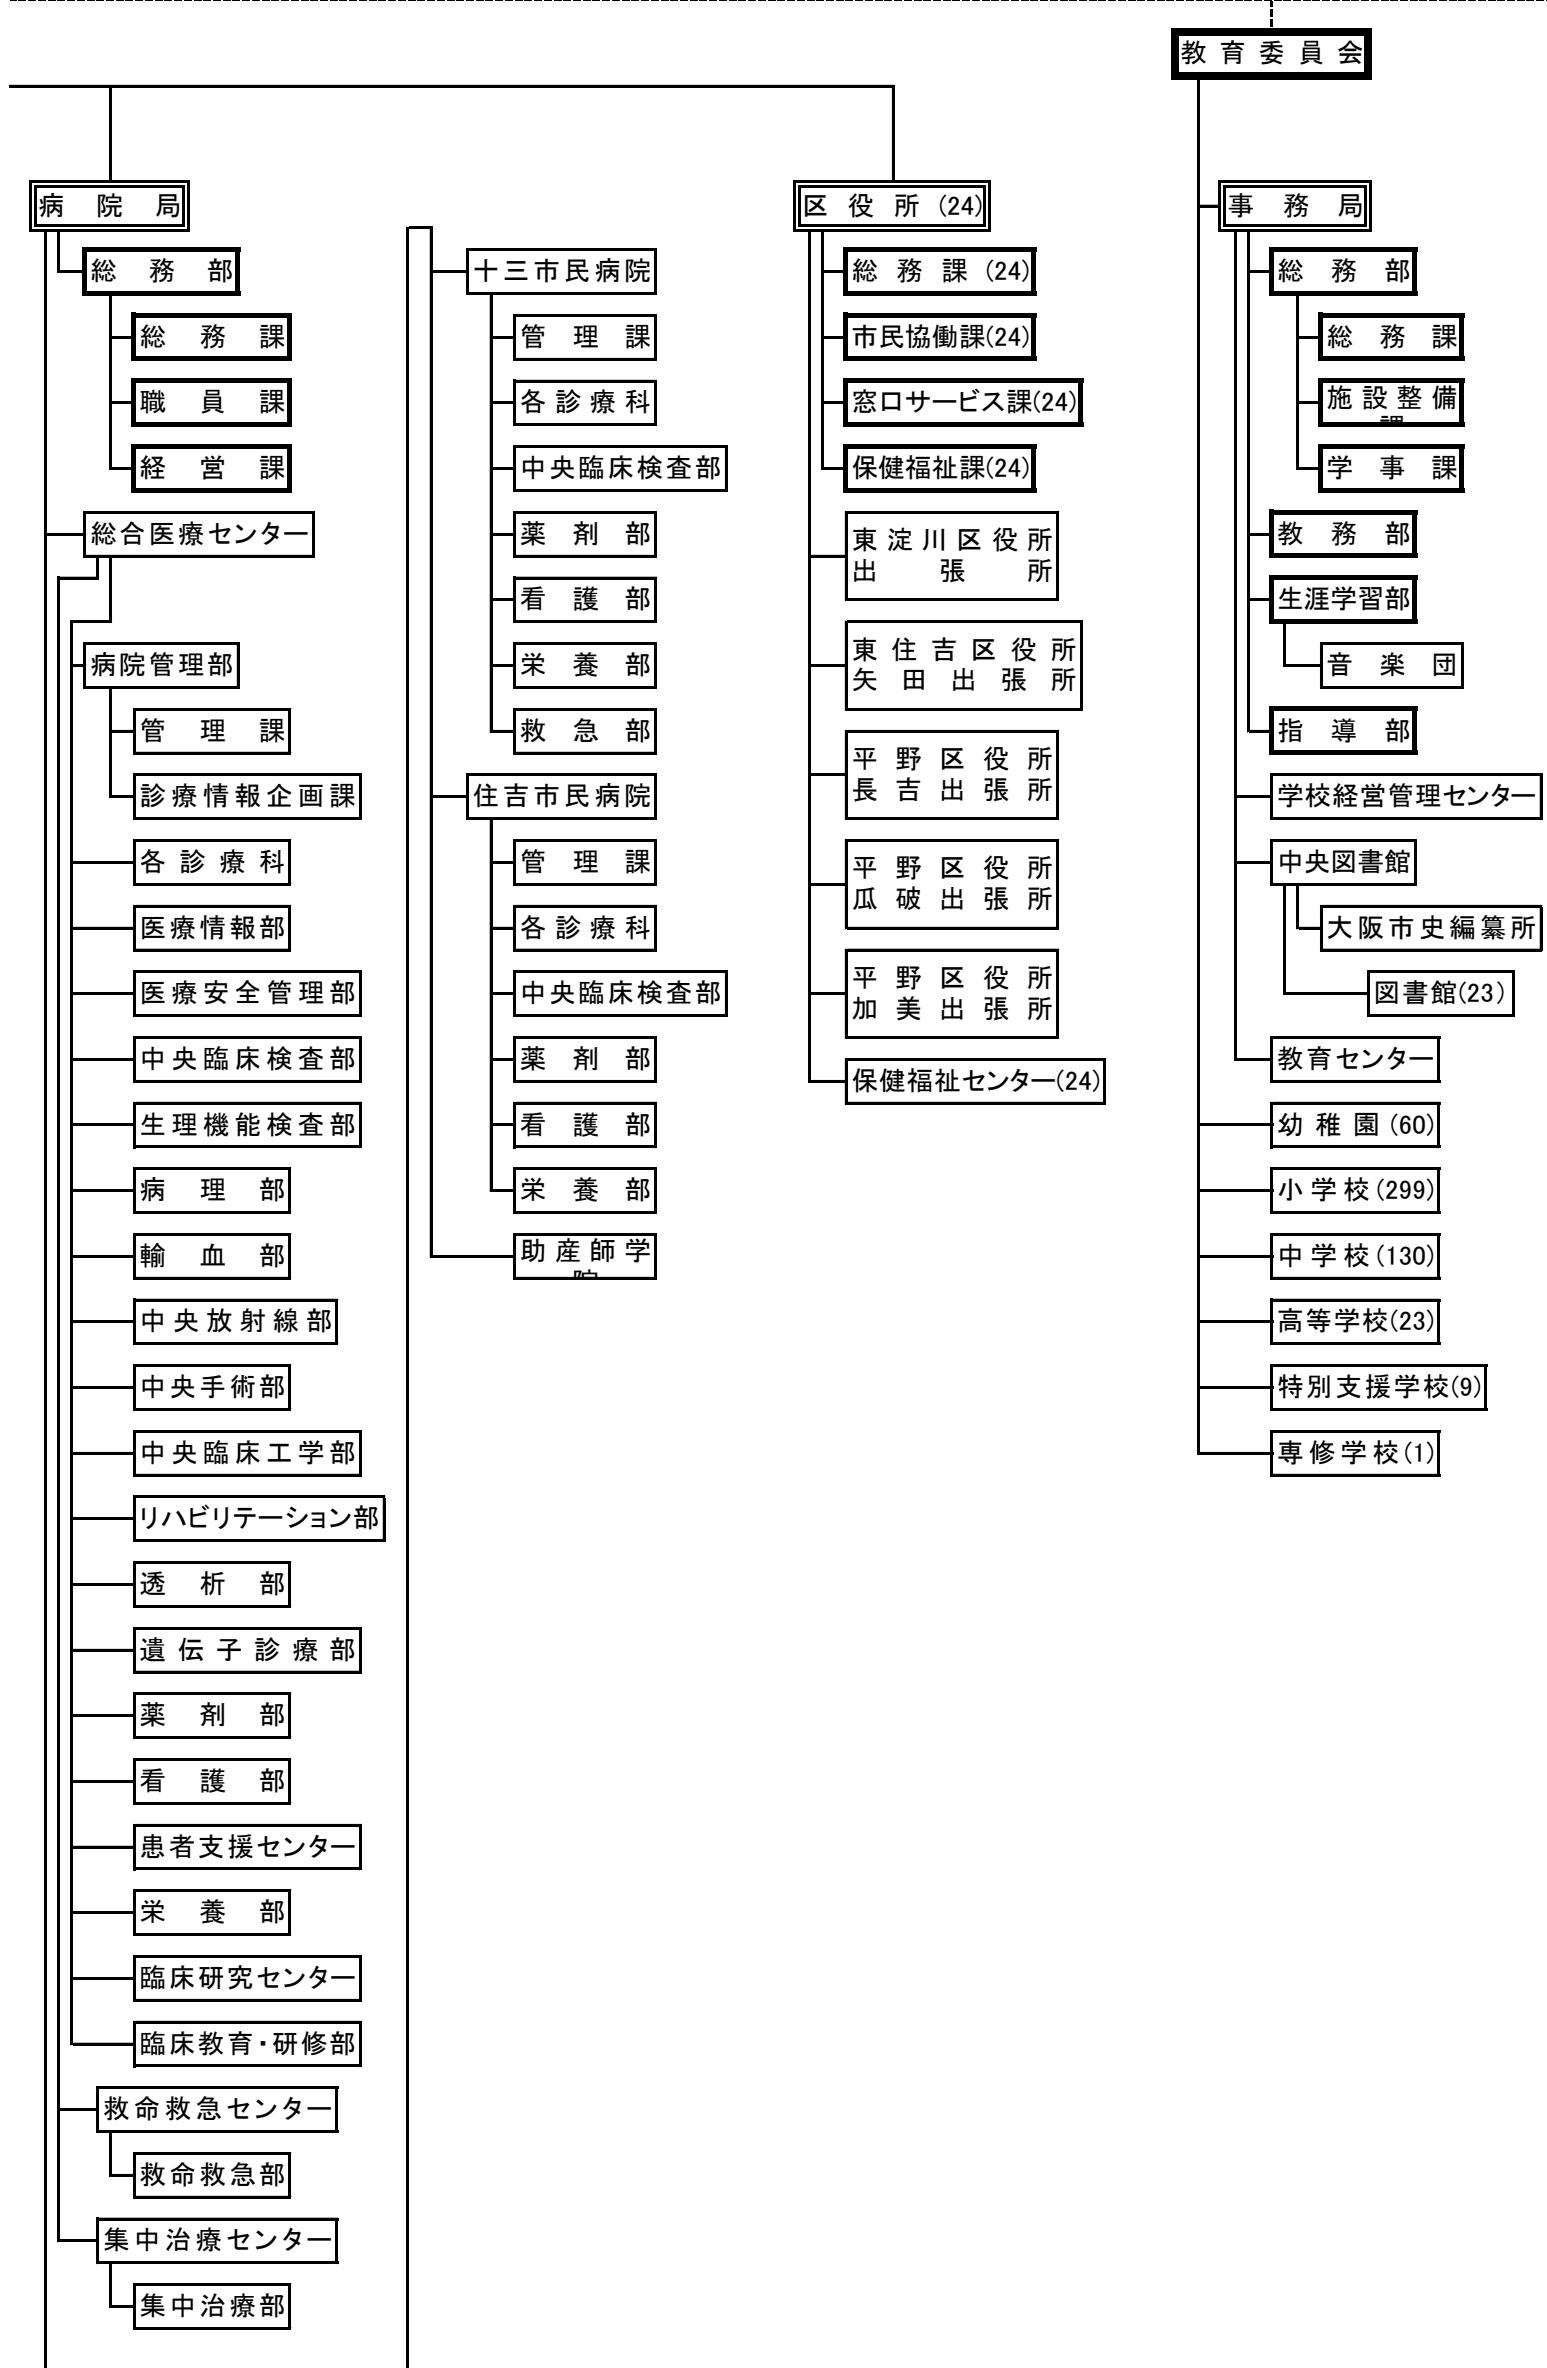 教育委員会
病院局
総務部
総務課
職員課
経営課
総合医療センター
病院管理部
管理課
診療情報企画課
各診療科
医療情報部
医療安全管理部
中央臨床検査部
生理機能検査部
病理部
輸血部
中央放射線部
中央手術部
中央臨床工学部
リハビリテーション部
透析部
遺伝子診療部
薬剤部
看護部
患者支援センター
栄養部
臨床研究センター
臨床教育・研修部
救命救急センター
救命救急部
集中治療センター
集中治療部
十三市民病院
管理課
各診療科
中央臨床検査部
薬剤部
看護部
栄養部
救急部
住吉市民病院
管理課
各診療科
中央臨床検査部
薬剤部
看護部
栄養部
助産師学
院
区役所(24)
総務課(24)
市民協働課(24)
窓口サービス課(24)
保健福祉課(24)
東淀川区役所
出張所
東住吉区役所
矢田出張所
平野区役所
長吉出張所
平野区役所
瓜破出張所
平野区役所
加美出張所
保健福祉センター(24)
事務局
総務部
総務課
施設整備
課
学事課
教務部
生涯学習部
音楽団
指導部
学校経営管理センター
中央図書館
大阪市史編纂所
図書館(23)
教育センター
幼稚園(60)
小学校(299)
中学校(130)
高等学校(23)
特別支援学校(9)
専修学校(1)